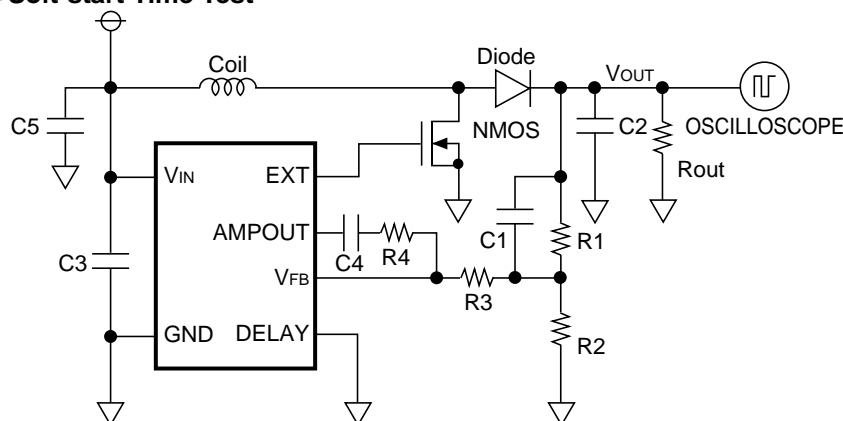 Soft-start Time Test
Coil
Diode
VOUT
C5
NMOS
C2
OSCILLOSCOPE
Rout
VIN
EXT
AMPOUT
C4
R4
C1
R1
C3
VFB
R3
GND
DELAY
R2